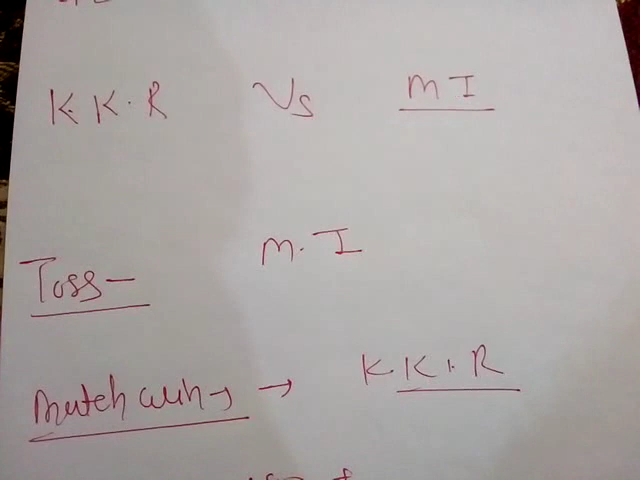 K.K.R Vs MI
M.I
Toss-
K.K.R
Match win → →